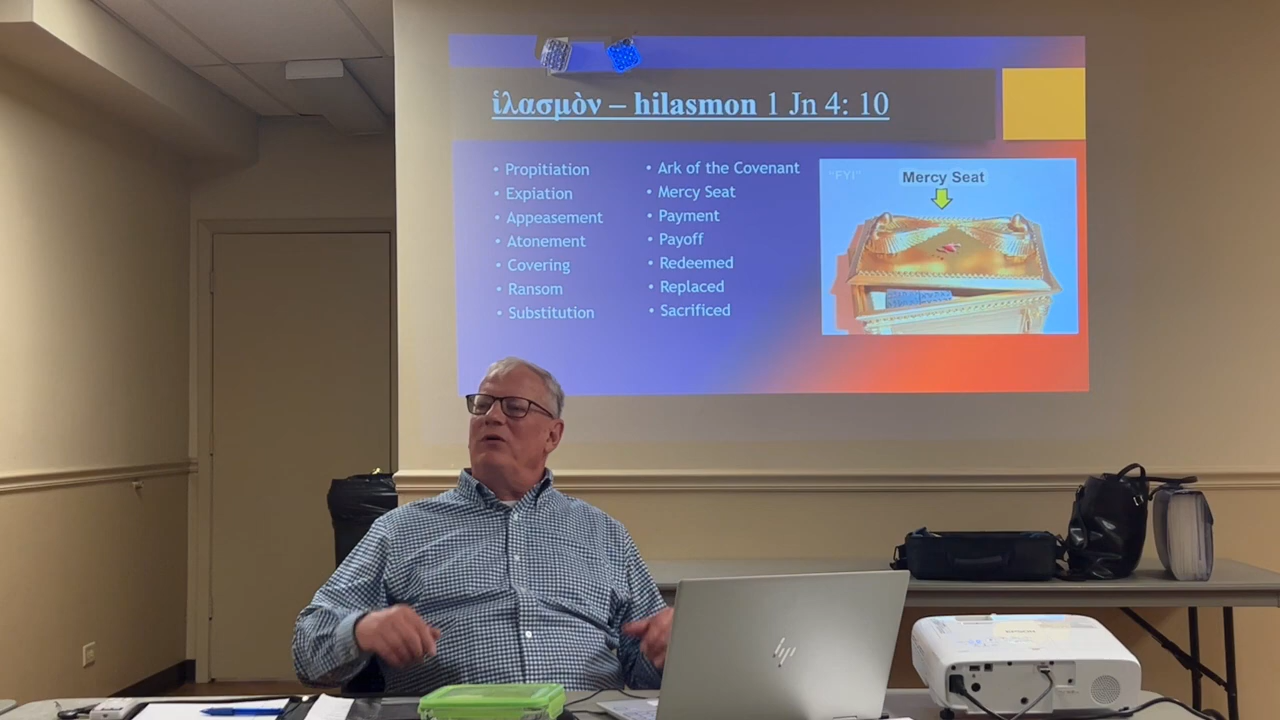 ἱλασμὸν – hilasmon 1 Jn 4: 10
• Propitiation
• Expiation
• Appeasement
• Atonement
• Covering
• Ransom
• Substitution
• Ark of the Covenant
• Mercy Seat
• Payment
• Payoff
• Redeemed
• Replaced
• Sacrificed
"FYI"
Mercy Seat
hp
EPSON